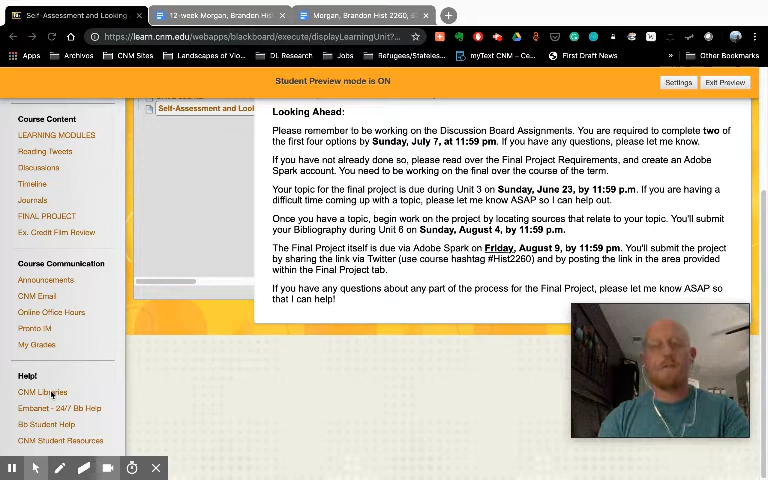 Self-Assessment and Looking
12-week Morgan, Brandon His
Morgan, Brandon Hist 2260, s
https://learn.cnm.edu/webapps/blackboard/execute/displayLearningUnit?...
Apps
Archivos
CNM Sites
Landscapes of Vio...
DL Research
Jobs
Refugees/Stateles...
myText CNM – Ce...
First Draft News
»
Other Bookmarks
Student Preview mode is ON
Settings
Exit Preview
Self-Assessment and Look
Course Content
LEARNING MODULES
Reading Tweets
Discussions
Timeline
Journals
FINAL PROJECT
Ex. Credit Film Review
Course Communication
Announcements
CNM Email
Online Office Hours
Pronto IM
My Grades
Help!
CNM Libraries
Embanet - 24/7 Bb Help
Bb Student Help
CNM Student Resources
Looking Ahead:
Please remember to be working on the Discussion Board Assignments. You are required to complete two of
the first four options by Sunday, July 7, at 11:59 pm. If you have any questions, please let me know.
If you have not already done so, please read over the Final Project Requirements, and create an Adobe
Spark account. You need to be working on the final over the course of the term.
Your topic for the final project is due during Unit 3 on Sunday, June 23, by 11:59 p.m. If you are having a
difficult time coming up with a topic, please let me know ASAP so I can help out.
Once you have a topic, begin work on the project by locating sources that relate to your topic. You'll submit
your Bibliography during Unit 6 on Sunday, August 4, by 11:59 p.m.
The Final Project itself is due via Adobe Spark on Friday, August 9, by 11:59 pm. You'll submit the project
by sharing the link via Twitter (use course hashtag #Hist2260) and by posting the link in the area provided
within the Final Project tab.
If you have any questions about any part of the process for the Final Project, please let me know ASAP so
that I can help!